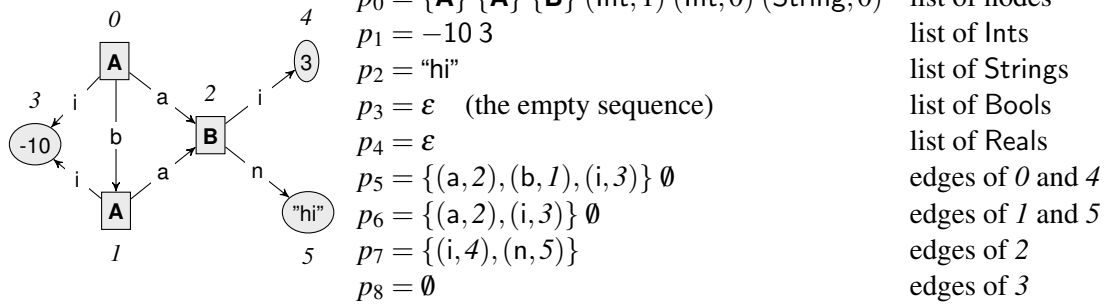 p₀ = {A} {A} {B} (Int, 1) (Int, 0) (String, 0) list of nodes
p₁ = −10 3 list of Ints
p₂ = “hi” list of Strings
p₃ = ε (the empty sequence) list of Bools
p₄ = ε list of Reals
p₅ = {(a, 2), (b, 1), (i, 3)} ∅ edges of 0 and 4
p₆ = {(a, 2), (i, 3)} ∅ edges of 1 and 5
p₇ = {(i, 4), (n, 5)} edges of 2
p₈ = ∅ edges of 3
0 4
A 3
3 i a 2 i
-10 b B
i a n
A "hi"
1 5